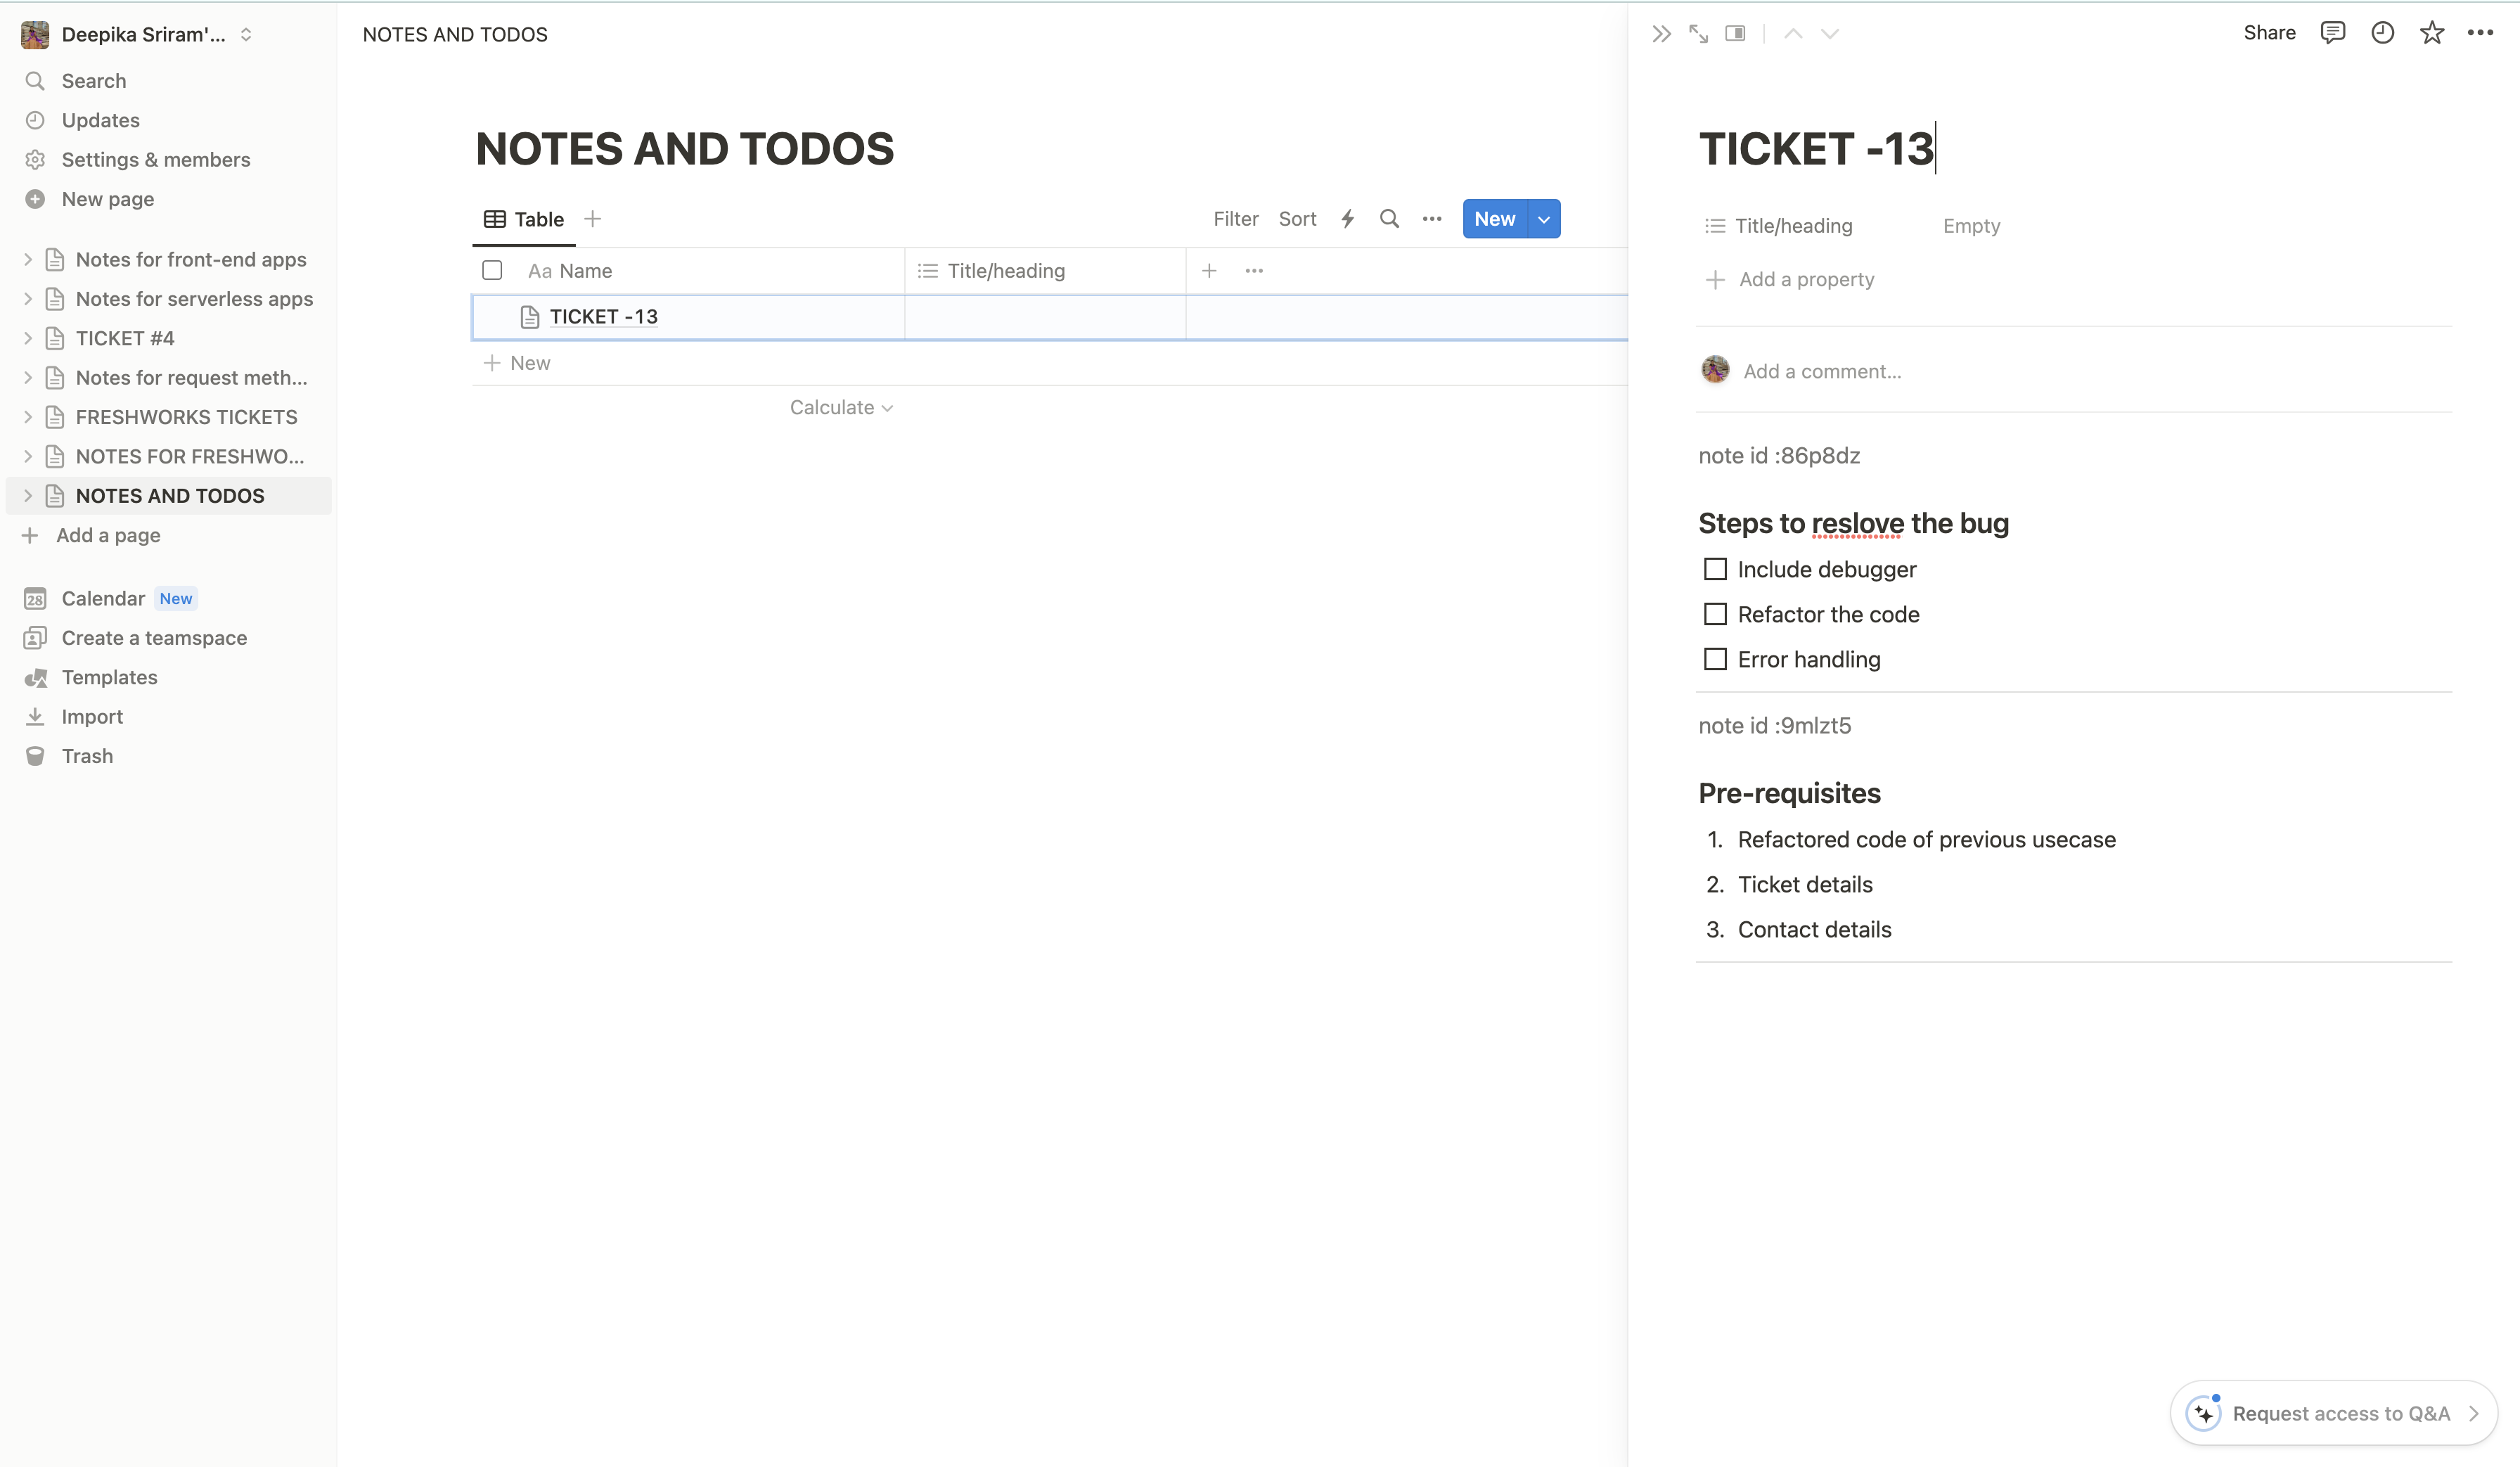 Deepika Sriram'...
Search
Updates
Settings & members
New page
Notes for front-end apps
Notes for serverless apps
TICKET #4
Notes for request meth...
FRESHWORKS TICKETS
NOTES FOR FRESHWO...
NOTES AND TODOS
Add a page
28 Calendar New
Create a teamspace
Templates
Import
Trash
NOTES AND TODOS
NOTES AND TODOS
Table
Filter Sort New
Aa Name Title/heading
TICKET -13
New
Calculate
Share
TICKET -13
Title/heading Empty
Add a property
Add a comment...
note id :86p8dz
Steps to reslove the bug
Include debugger
Refactor the code
Error handling
note id :9mlzt5
Pre-requisites
1. Refactored code of previous usecase
2. Ticket details
3. Contact details
Request access to Q&A